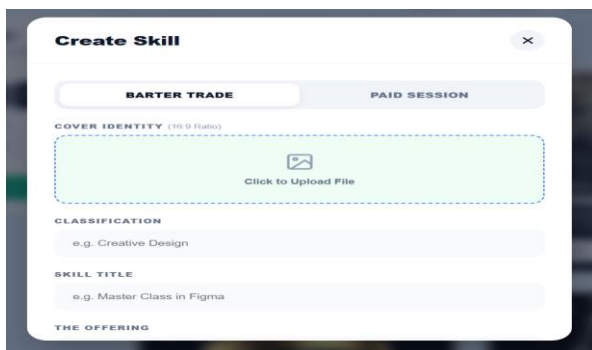 Create Skill
BARTER TRADE PAID SESSION
COVER IDENTITY (16:9 Ratio)
Click to Upload File
CLASSIFICATION
e.g. Creative Design
SKILL TITLE
e.g. Master Class in Figma
THE OFFERING